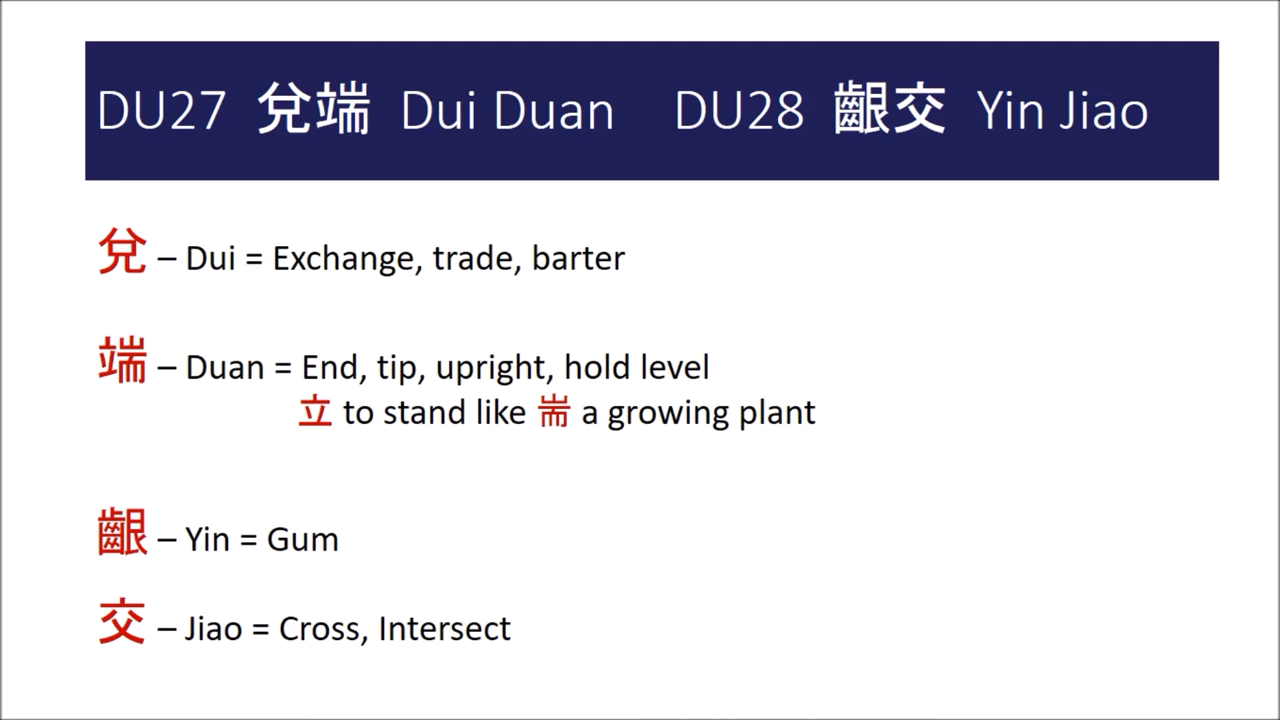 DU27 兌端 Dui Duan DU28 齦交 Yin Jiao
兌 – Dui = Exchange, trade, barter
端 – Duan = End, tip, upright, hold level
立 to stand like 耑 a growing plant
齦 – Yin = Gum
交 – Jiao = Cross, Intersect